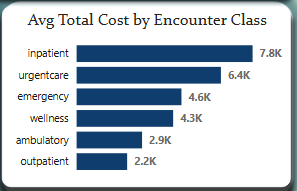 Avg Total Cost by Encounter Class
inpatient 7.8K
urgentcare 6.4K
emergency 4.6K
wellness 4.3K
ambulatory 2.9K
outpatient 2.2K